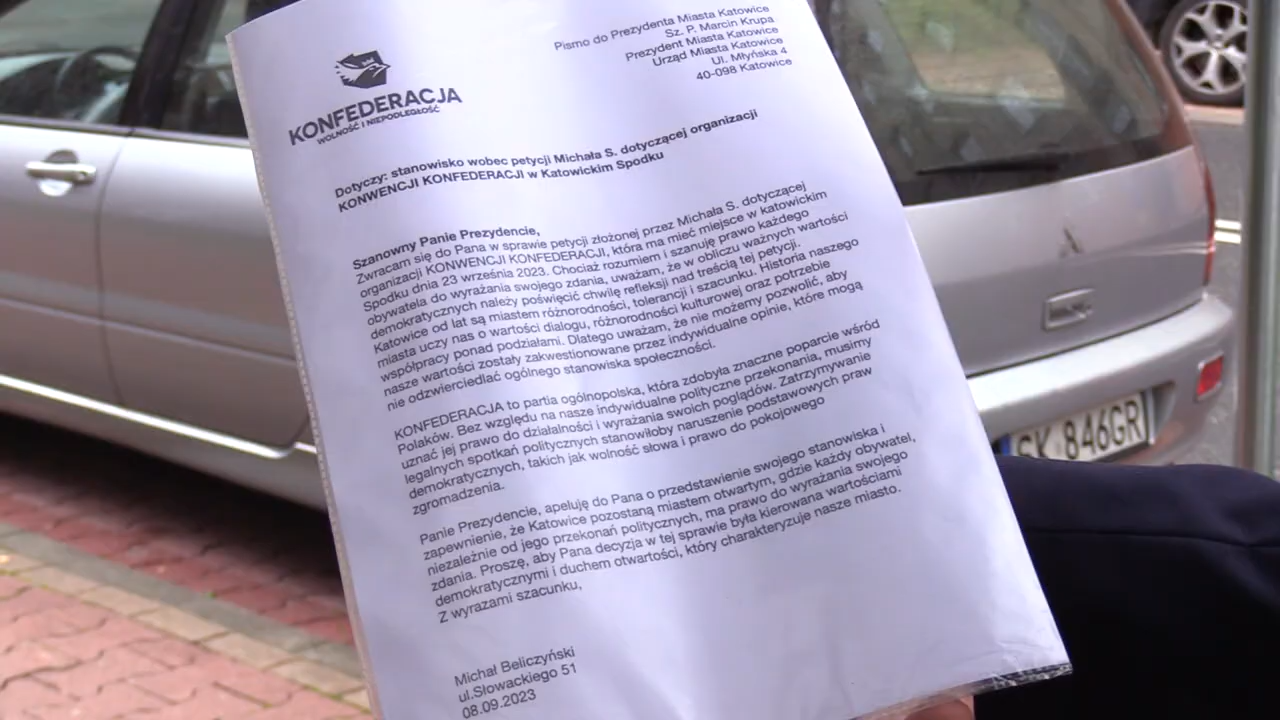 Pismo do Prezydenta Miasta Katowice
Sz. P. Marcin Krupa
Prezydent Miasta Katowice
Urząd Miasta Katowice
Ul. Młyńska 4
40-098 Katowice
KONFEDERACJA
WOLNOŚĆ I NIEPODLEGŁOŚĆ
Dotyczy: stanowisko wobec petycji Michała S. dotyczącej organizacji
KONWENCJI KONFEDERACJI w Katowickim Spodku
Szanowny Panie Prezydencie,
Zwracam się do Pana w sprawie petycji złożonej przez Michała S. dotyczącej
organizacji KONWENCJI KONFEDERACJI, która ma mieć miejsce w katowickim
Spodku dnia 23 września 2023. Chociaż rozumiem i szanuję prawo każdego
obywatela do wyrażania swojego zdania, uważam, że w obliczu ważnych wartości
demokratycznych należy poświęcić chwilę refleksji nad treścią tej petycji.
Katowice od lat są miastem różnorodności, tolerancji i szacunku. Historia naszego
miasta uczy nas o wartości dialogu, różnorodności kulturowej oraz potrzebie
współpracy ponad podziałami. Dlatego uważam, że nie możemy pozwolić, aby
nasze wartości zostały zakwestionowane przez indywidualne opinie, które mogą
nie odzwierciedlać ogólnego stanowiska społeczności.
KONFEDERACJA to partia ogólnopolska, która zdobyła znaczne poparcie wśród
Polaków. Bez względu na nasze indywidualne polityczne przekonania, musimy
uznać jej prawo do działalności i wyrażania swoich poglądów. Zatrzymywanie
legalnych spotkań politycznych stanowiłoby naruszenie podstawowych praw
demokratycznych, takich jak wolność słowa i prawo do pokojowego
zgromadzenia.
Panie Prezydencie, apeluję do Pana o przedstawienie swojego stanowiska i
zapewnienie, że Katowice pozostaną miastem otwartym, gdzie każdy obywatel,
niezależnie od jego przekonań politycznych, ma prawo do wyrażania swojego
zdania. Proszę, aby Pana decyzja w tej sprawie była kierowana wartościami
demokratycznymi i duchem otwartości, który charakteryzuje nasze miasto.
Z wyrazami szacunku,
Michał Beliczyński
ul.Słowackiego 51
08.09.2023
SK 846GR